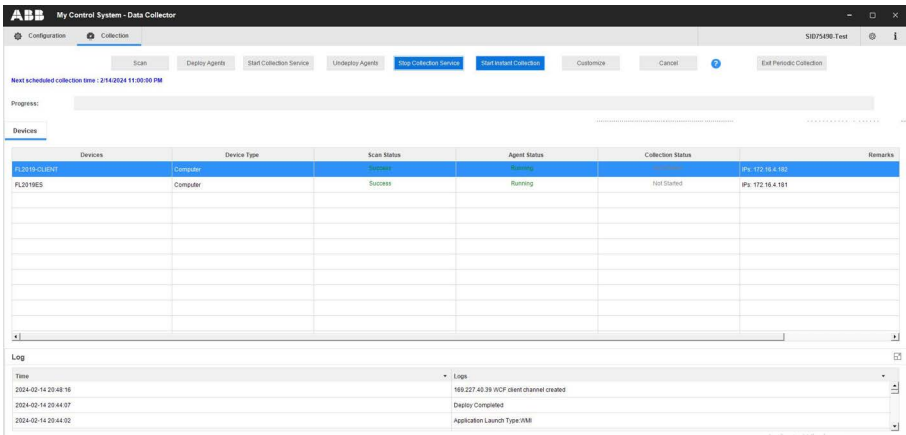 ABB My Control System - Data Collector
Configuration Collection SID75490-Test
Scan Deploy Agents Start Collection Service Undeploy Agents Stop Collection Service Start Instant Collection Customize Cancel ? Exit Periodic Collection
Next scheduled collection time : 2/14/2024 11:00:00 PM
Progress:
Devices
Devices Device Type Scan Status Agent Status Collection Status Remarks
FL2019-CLIENT Computer Success Running IPs: 172.16.4.182
FL2019ES Computer Success Running Not Started IPs: 172.16.4.181
Log
Time Logs
2024-02-14 20:48:16 169.227.40.39 WCF client channel created
2024-02-14 20:44:07 Deploy Completed
2024-02-14 20:44:02 Application Launch Type:WMI